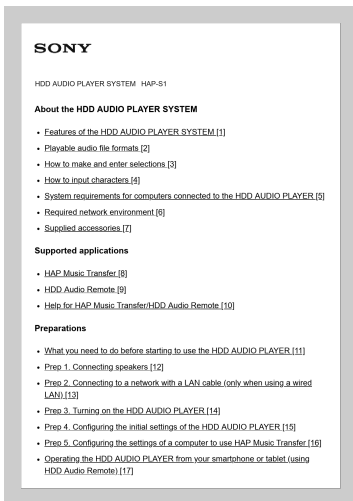 SONY
HDD AUDIO PLAYER SYSTEM HAP-S1
About the HDD AUDIO PLAYER SYSTEM
• Features of the HDD AUDIO PLAYER SYSTEM [1]
• Playable audio file formats [2]
• How to make and enter selections [3]
• How to input characters [4]
• System requirements for computers connected to the HDD AUDIO PLAYER [5]
• Required network environment [6]
• Supplied accessories [7]
Supported applications
• HAP Music Transfer [8]
• HDD Audio Remote [9]
• Help for HAP Music Transfer/HDD Audio Remote [10]
Preparations
• What you need to do before starting to use the HDD AUDIO PLAYER [11]
• Prep 1. Connecting speakers [12]
• Prep 2. Connecting to a network with a LAN cable (only when using a wired
LAN) [13]
• Prep 3. Turning on the HDD AUDIO PLAYER [14]
• Prep 4. Configuring the initial settings of the HDD AUDIO PLAYER [15]
• Prep 5. Configuring the settings of a computer to use HAP Music Transfer [16]
• Operating the HDD AUDIO PLAYER from your smartphone or tablet (using
HDD Audio Remote) [17]